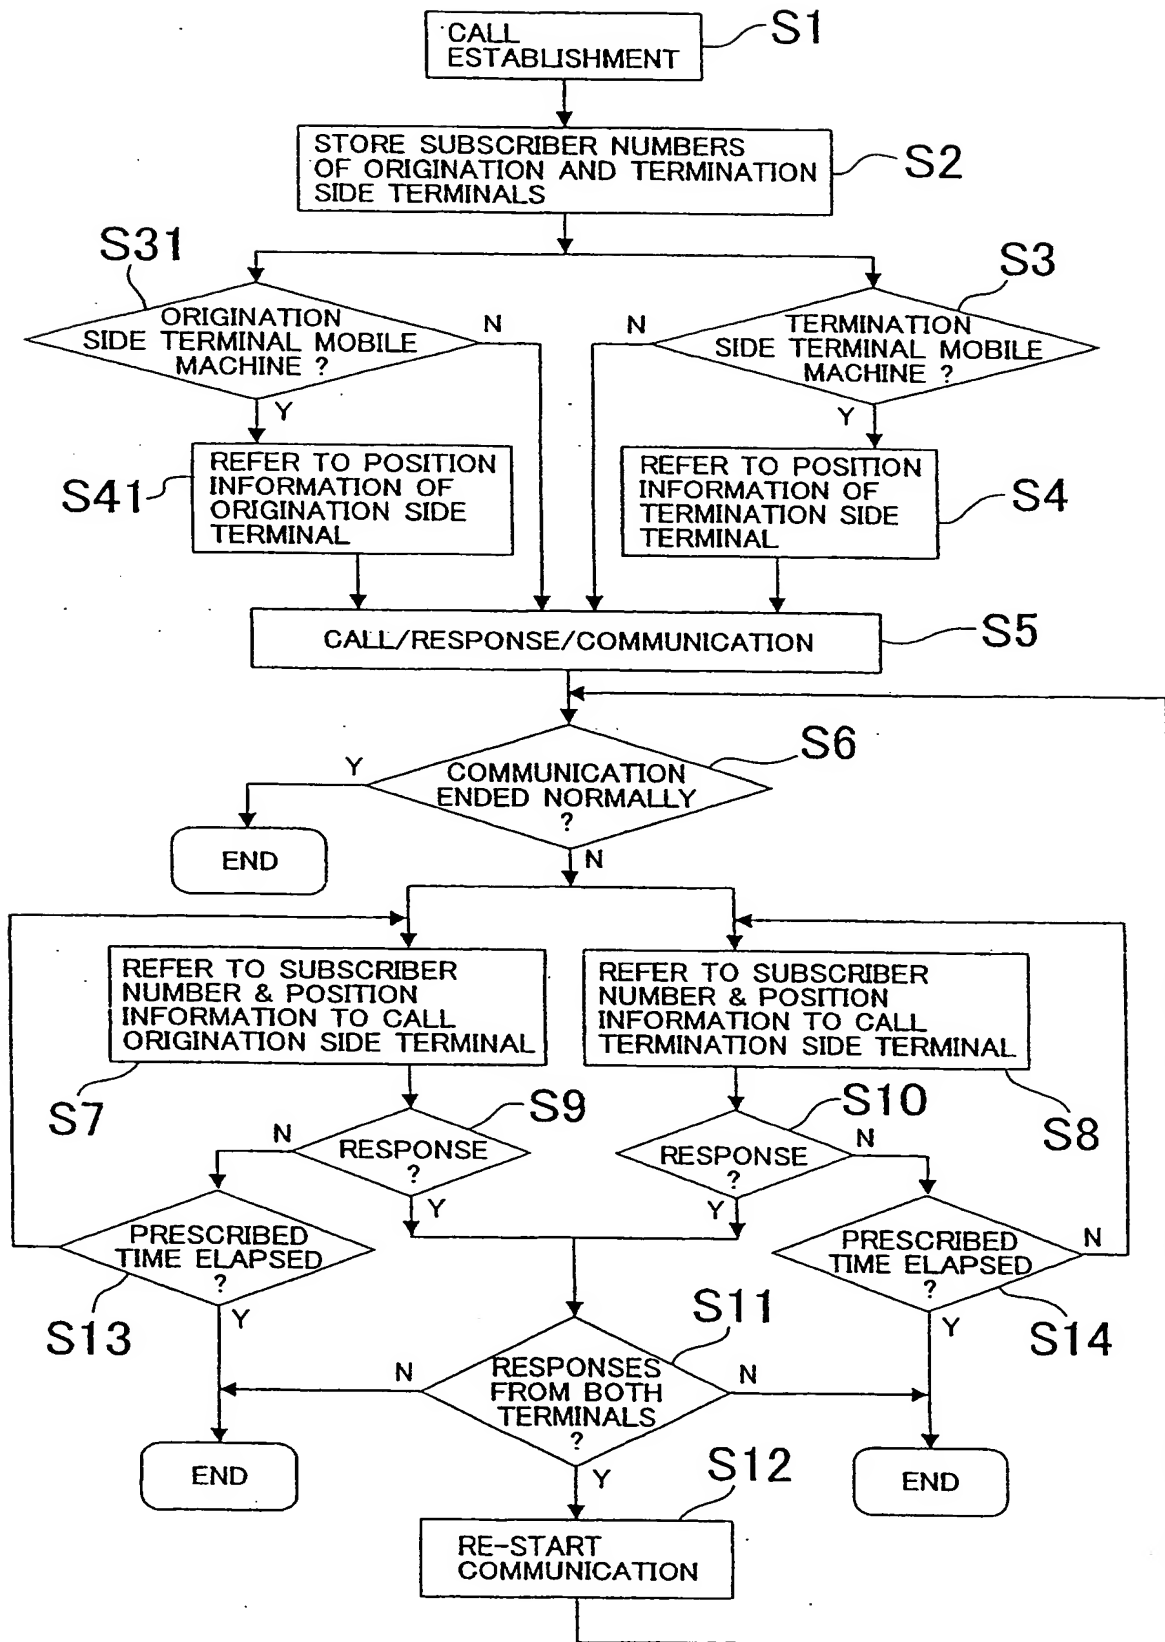 CALL
ESTABLISHMENT
S1
STORE SUBSCRIBER NUMBERS
OF ORIGINATION AND TERMINATION
SIDE TERMINALS
S2
S31
ORIGINATION
SIDE TERMINAL MOBILE
MACHINE ?
N
Y
S3
TERMINATION
SIDE TERMINAL MOBILE
MACHINE ?
N
Y
S41
REFER TO POSITION
INFORMATION OF
ORIGINATION SIDE
TERMINAL
REFER TO POSITION
INFORMATION OF
TERMINATION SIDE
TERMINAL
S4
CALL/RESPONSE/COMMUNICATION
S5
S6
Y
COMMUNICATION
ENDED NORMALLY
?
N
END
REFER TO SUBSCRIBER
NUMBER & POSITION
INFORMATION TO CALL
ORIGINATION SIDE TERMINAL
S7
REFER TO SUBSCRIBER
NUMBER & POSITION
INFORMATION TO CALL
TERMINATION SIDE TERMINAL
S8
S9
N
RESPONSE
?
Y
S10
N
RESPONSE
?
Y
PRESCRIBED
TIME ELAPSED
?
S13
Y
PRESCRIBED
TIME ELAPSED
?
N
S14
Y
S11
N
RESPONSES
FROM BOTH
TERMINALS
?
N
Y
END
END
S12
RE-START
COMMUNICATION